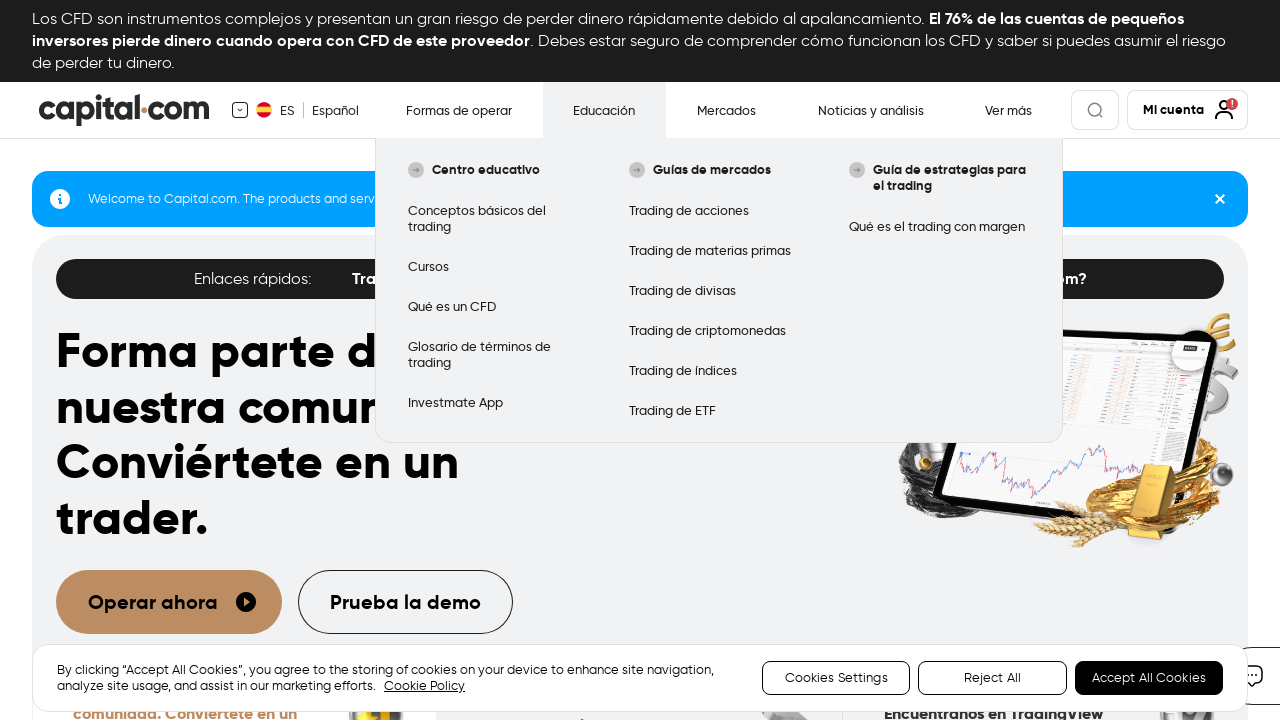 Los CFD son instrumentos complejos y presentan un gran riesgo de perder dinero rápidamente debido al apalancamiento. El 76% de las cuentas de pequeños
inversores pierde dinero cuando opera con CFD de este proveedor. Debes estar seguro de comprender cómo funcionan los CFD y saber si puedes asumir el riesgo
de perder tu dinero.
capital.com
ES
Español
Formas de operar
Educación
Mercados
Noticias y análisis
Ver más
Mi cuenta
Centro educativo
Conceptos básicos del
trading
Cursos
Qué es un CFD
Glosario de términos de
trading
Investmate App
Guías de mercados
Trading de acciones
Trading de materias primas
Trading de divisas
Trading de criptomonedas
Trading de índices
Trading de ETF
Guía de estrategias para
el trading
Qué es el trading con margen
Welcome to Capital.com. The products and serv
Enlaces rápidos:
Tra
om?
Forma parte d
nuestra comun
Conviértete en un
trader.
Operar ahora
Prueba la demo
By clicking “Accept All Cookies”, you agree to the storing of cookies on your device to enhance site navigation,
analyze site usage, and assist in our marketing efforts. Cookie Policy
Cookies Settings
Reject All
Accept All Cookies
comunidad. Conviértete en un
Encuéntranos en TradingView